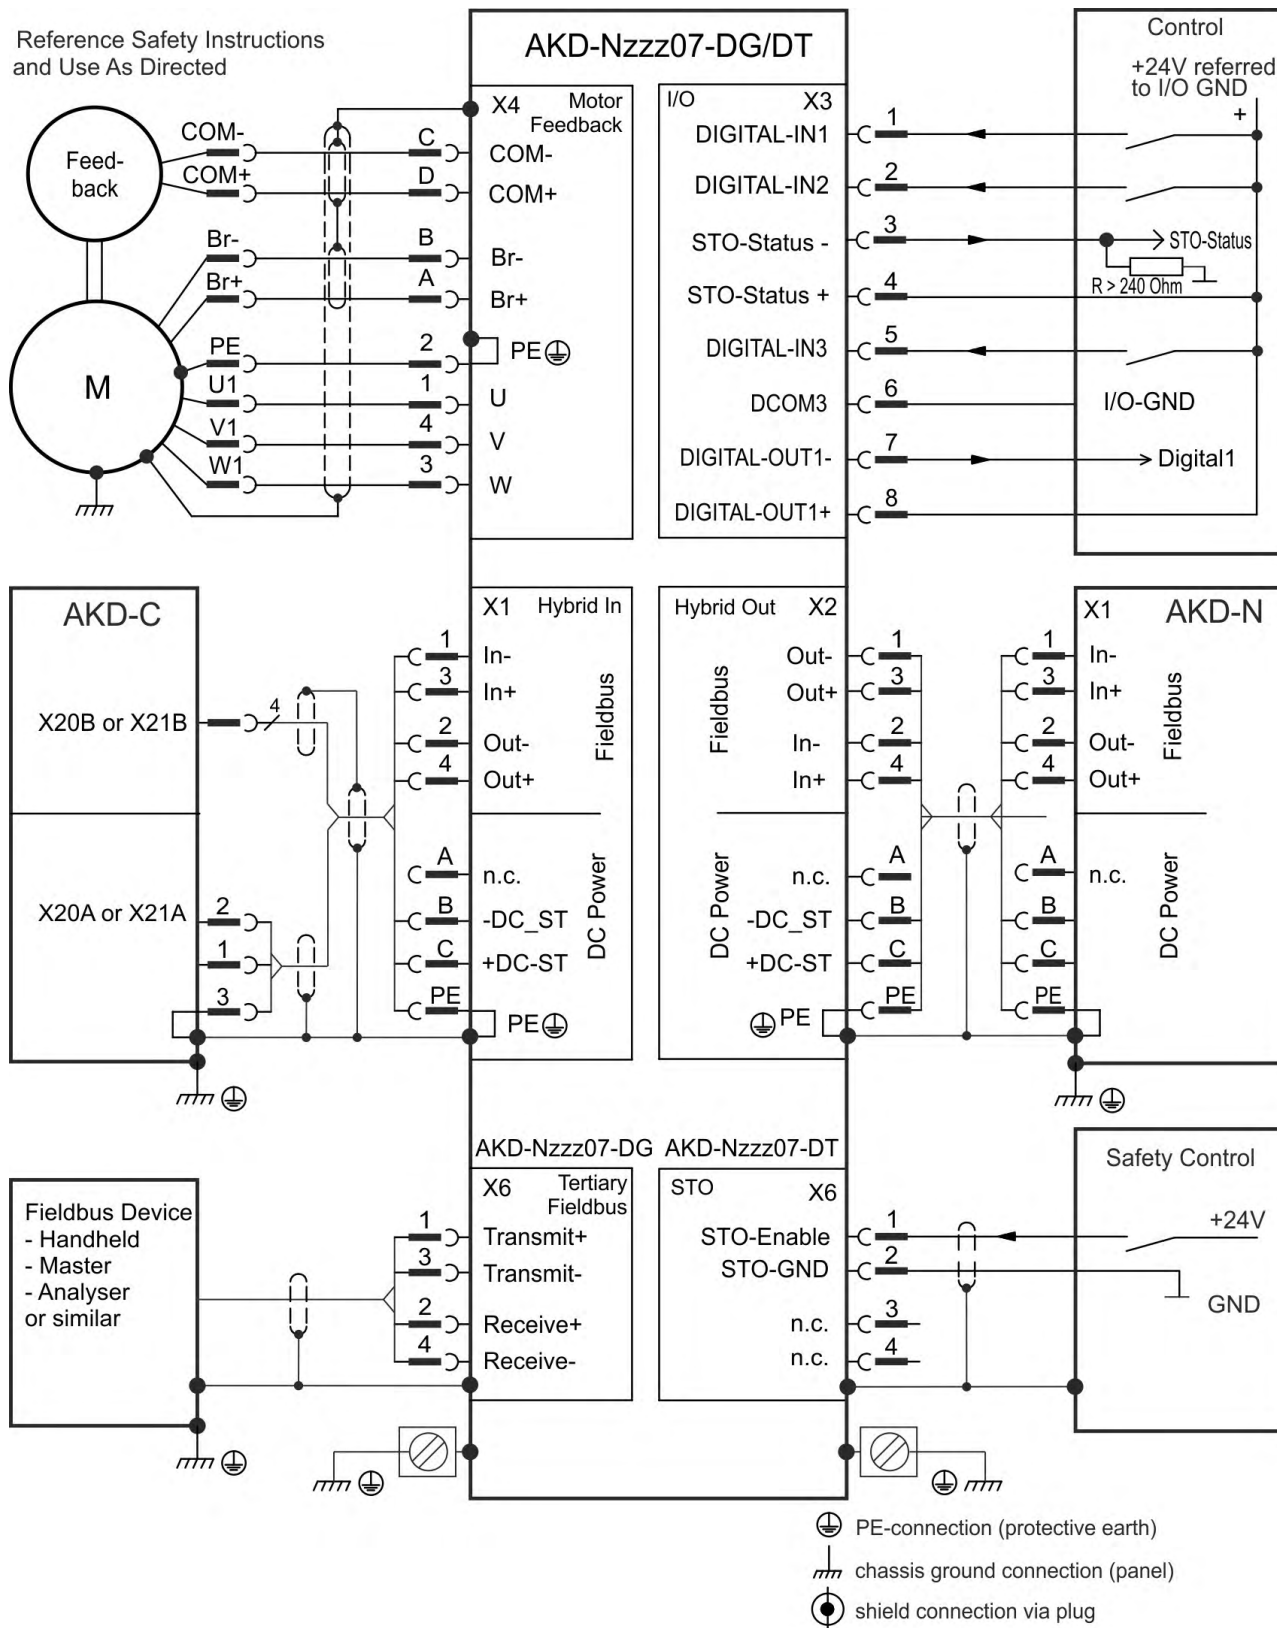 Reference Safety Instructions
and Use As Directed
AKD-Nzzz07-DG/DT
Control
+24V referred
to I/O GND
+
Feed-
back
COM-
COM+
Br-
Br+
PE
U1
V1
W1
M
C
D
B
A
2
1
4
3
X4
Motor
Feedback
COM-
COM+
Br-
Br+
PE
U
V
W
I/O
X3
DIGITAL-IN1
DIGITAL-IN2
STO-Status -
STO-Status +
DIGITAL-IN3
DCOM3
DIGITAL-OUT1-
DIGITAL-OUT1+
1
2
3
4
5
6
7
8
STO-Status
R > 240 Ohm
I/O-GND
Digital1
AKD-C
X20B or X21B
4
X20A or X21A
2
1
3
1
3
2
4
A
B
C
PE
X1 Hybrid In
In-
In+
Out-
Out+
Fieldbus
n.c.
-DC_ST
+DC-ST
DC Power
PE
Hybrid Out X2
Out-
Out+
In-
In+
Fieldbus
n.c.
-DC_ST
+DC-ST
DC Power
PE
1
3
2
4
A
B
C
PE
1
3
2
4
A
B
C
PE
X1
AKD-N
In-
In+
Out-
Out+
Fieldbus
n.c.
DC Power
AKD-Nzzz07-DG
AKD-Nzzz07-DT
Fieldbus Device
- Handheld
- Master
- Analyser
or similar
1
3
2
4
X6
Tertiary
Fieldbus
Transmit+
Transmit-
Receive+
Receive-
STO
X6
STO-Enable
STO-GND
n.c.
n.c.
1
2
3
4
Safety Control
+24V
GND
PE-connection (protective earth)
chassis ground connection (panel)
shield connection via plug